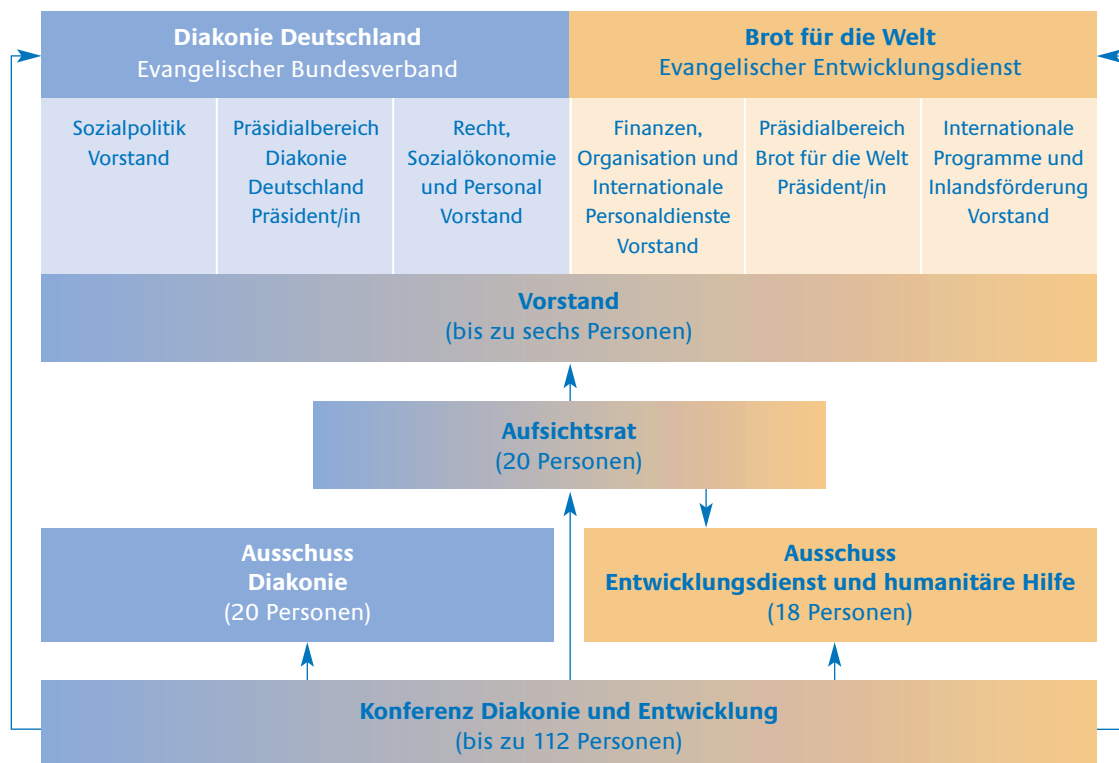 Diakonie Deutschland
Evangelischer Bundesverband
Brot für die Welt
Evangelischer Entwicklungsdienst
Sozialpolitik
Vorstand
Präsidialbereich
Diakonie
Deutschland
Präsident/in
Recht,
Sozialökonomie
und Personal
Vorstand
Finanzen,
Organisation und
Internationale
Personaldienste
Vorstand
Präsidialbereich
Brot für die Welt
Präsident/in
Internationale
Programme und
Inlandsförderung
Vorstand
Vorstand
(bis zu sechs Personen)
Aufsichtsrat
(20 Personen)
Ausschuss
Diakonie
(20 Personen)
Ausschuss
Entwicklungsdienst und humanitäre Hilfe
(18 Personen)
Konferenz Diakonie und Entwicklung
(bis zu 112 Personen)